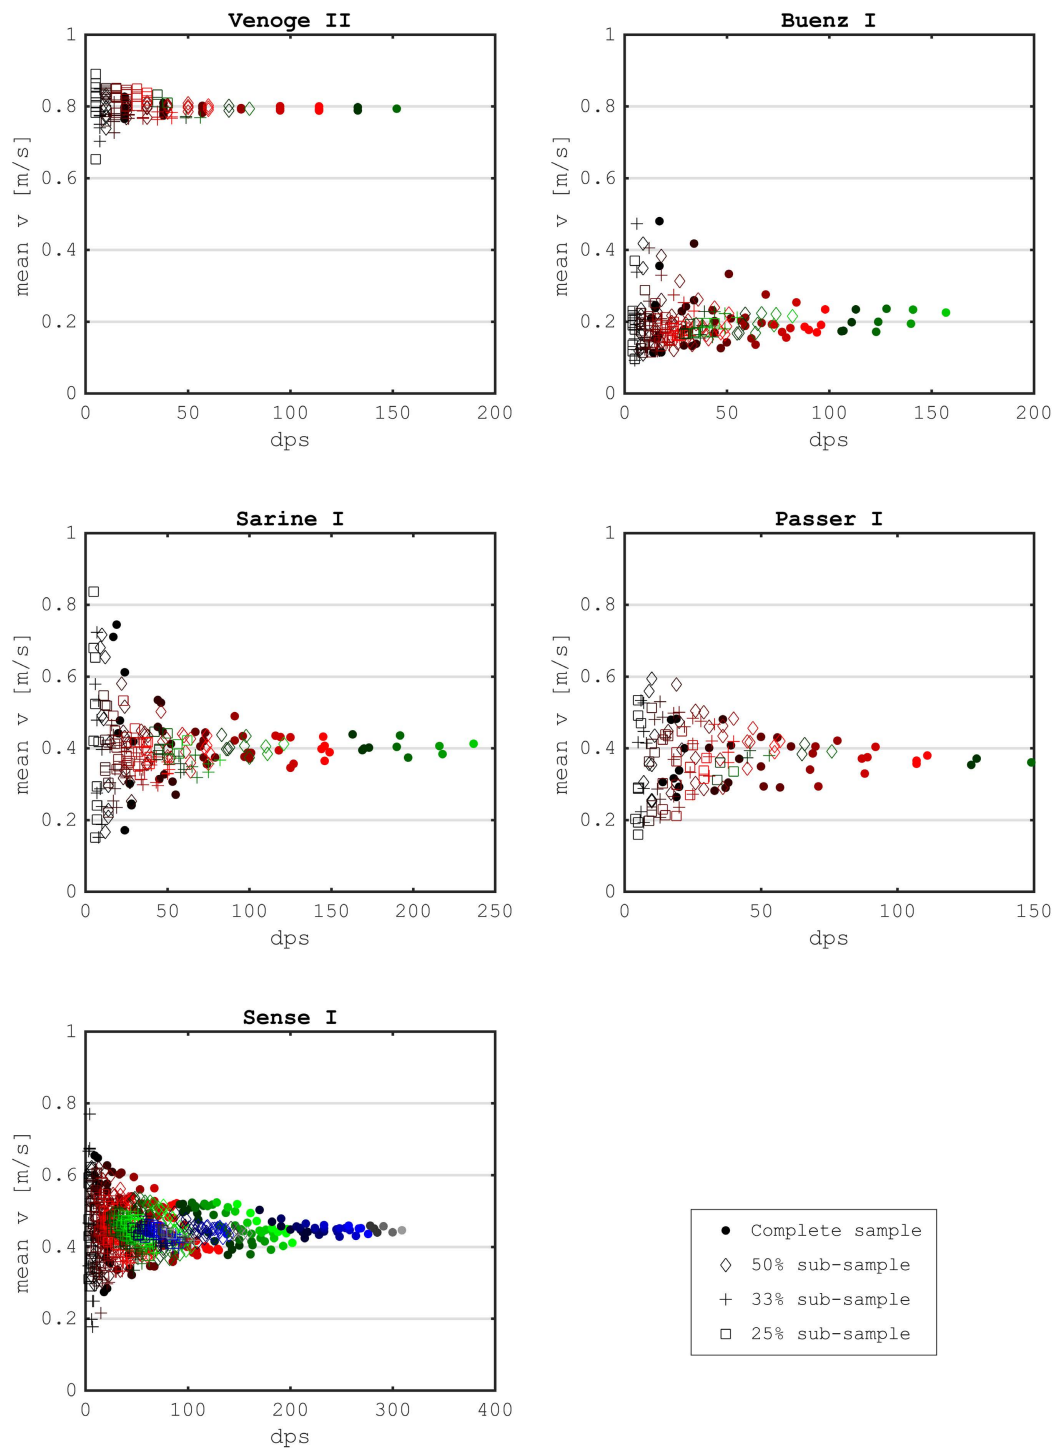 Venoge II
1
0.8
0.6
0.4
0.2
0
mean v [m/s]
0 50 100 150 200
dps
Buenz I
1
0.8
0.6
0.4
0.2
0
mean v [m/s]
0 50 100 150 200
dps
Sarine I
1
0.8
0.6
0.4
0.2
0
mean v [m/s]
0 50 100 150 200 250
dps
Passer I
1
0.8
0.6
0.4
0.2
0
mean v [m/s]
0 50 100 150
dps
Sense I
1
0.8
0.6
0.4
0.2
0
mean v [m/s]
0 100 200 300 400
dps
Complete sample
50% sub-sample
33% sub-sample
25% sub-sample